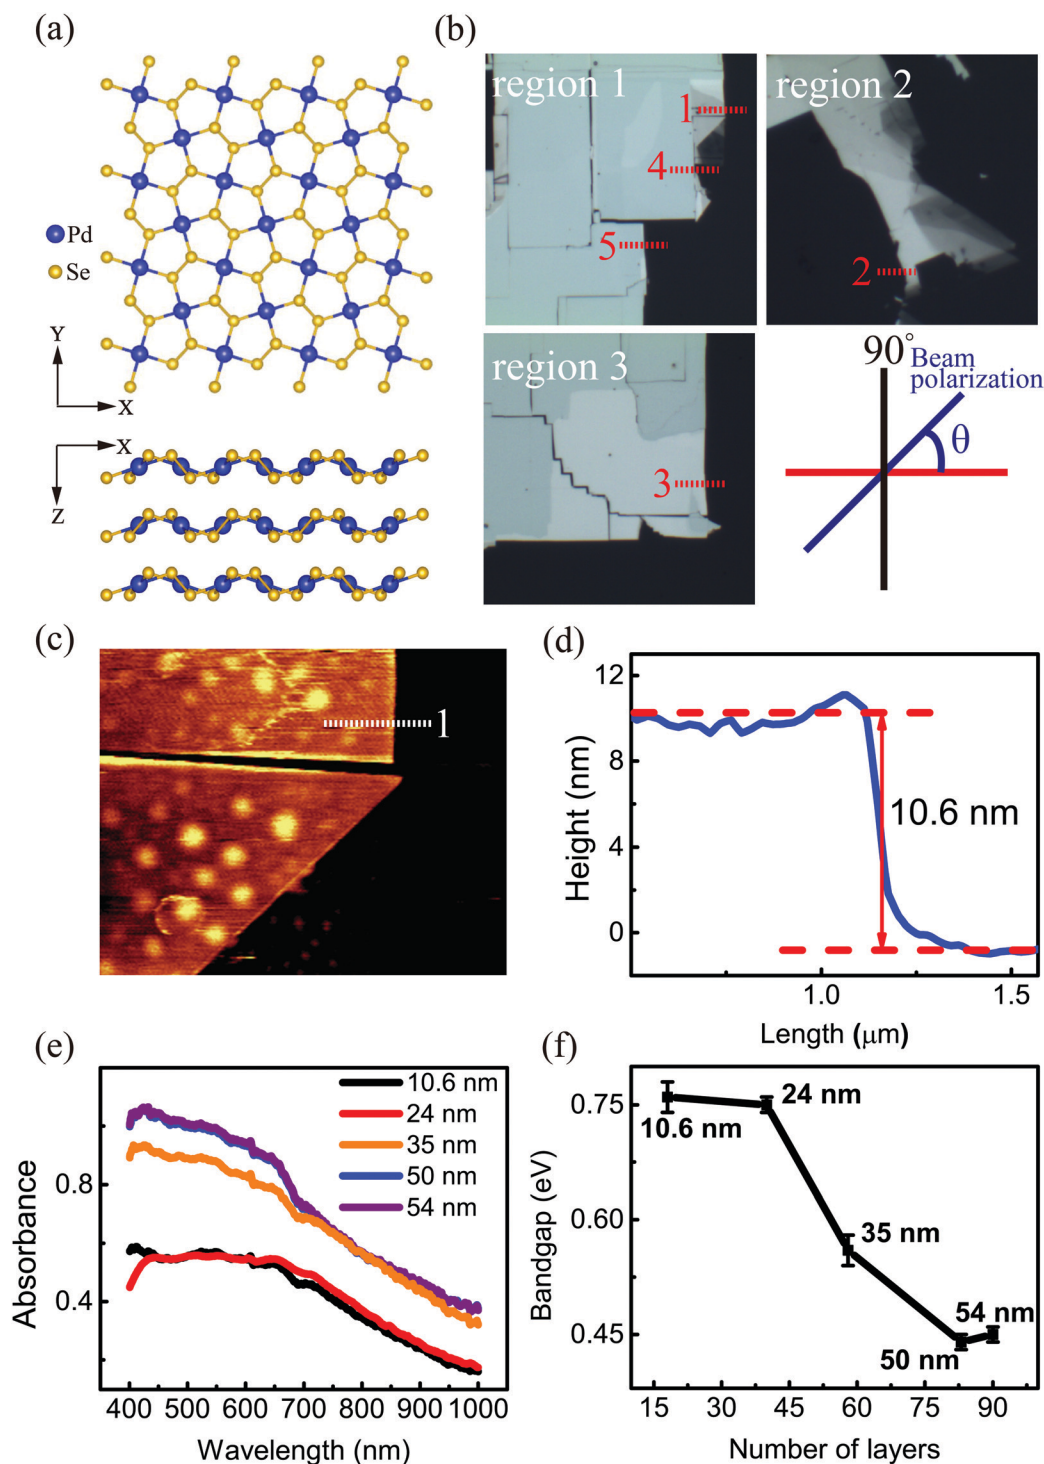 (a)
Pd
Se
Y
X
X
Z
(b)
region 1
1
4
5
region 2
2
region 3
3
90°
Beam
polarization
θ
(c)
1
(d)
12
8
4
0
Height (nm)
10.6 nm
1.0
1.5
Length (μm)
(e)
10.6 nm
24 nm
35 nm
50 nm
54 nm
0.8
0.4
Absorbance
400 500 600 700 800 900 1000
Wavelength (nm)
(f)
0.75
0.60
0.45
Bandgap (eV)
10.6 nm
24 nm
35 nm
54 nm
50 nm
15 30 45 60 75 90
Number of layers